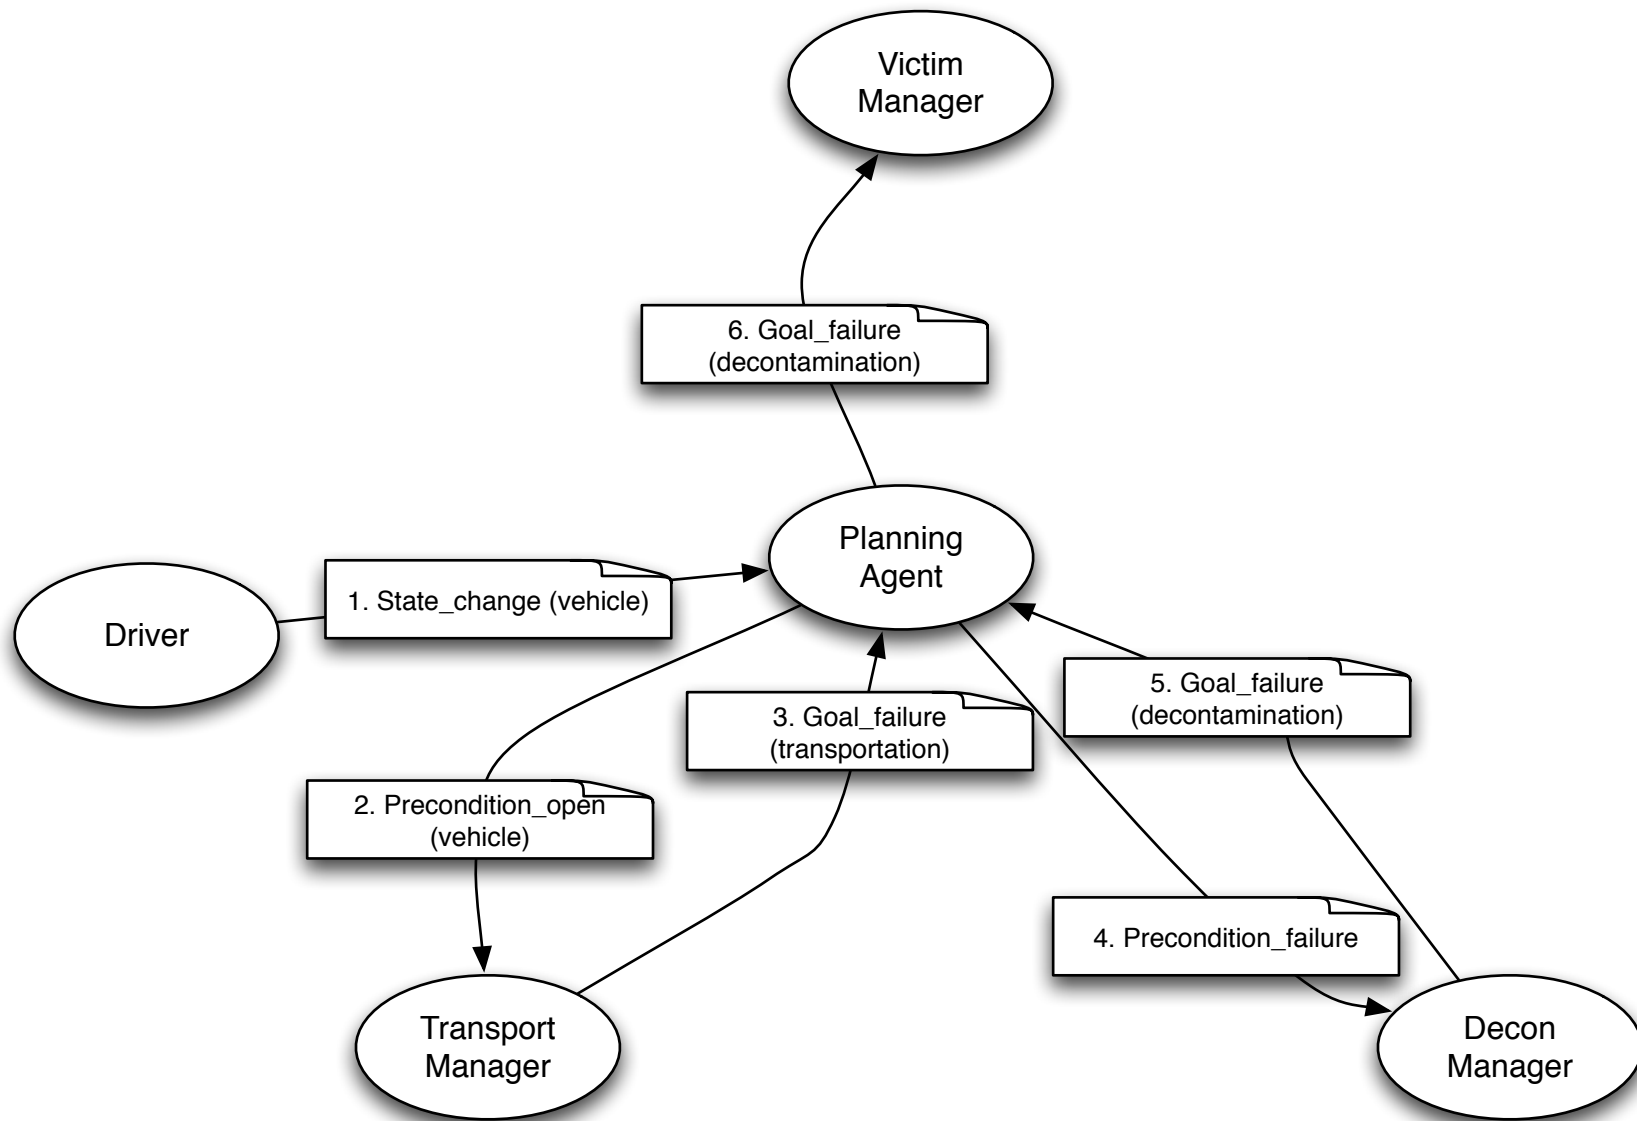 Victim
Manager
6. Goal_failure
(decontamination)
Planning
Agent
1. State_change (vehicle)
Driver
5. Goal_failure
(decontamination)
3. Goal_failure
(transportation)
2. Precondition_open
(vehicle)
4. Precondition_failure
Transport
Manager
Decon
Manager